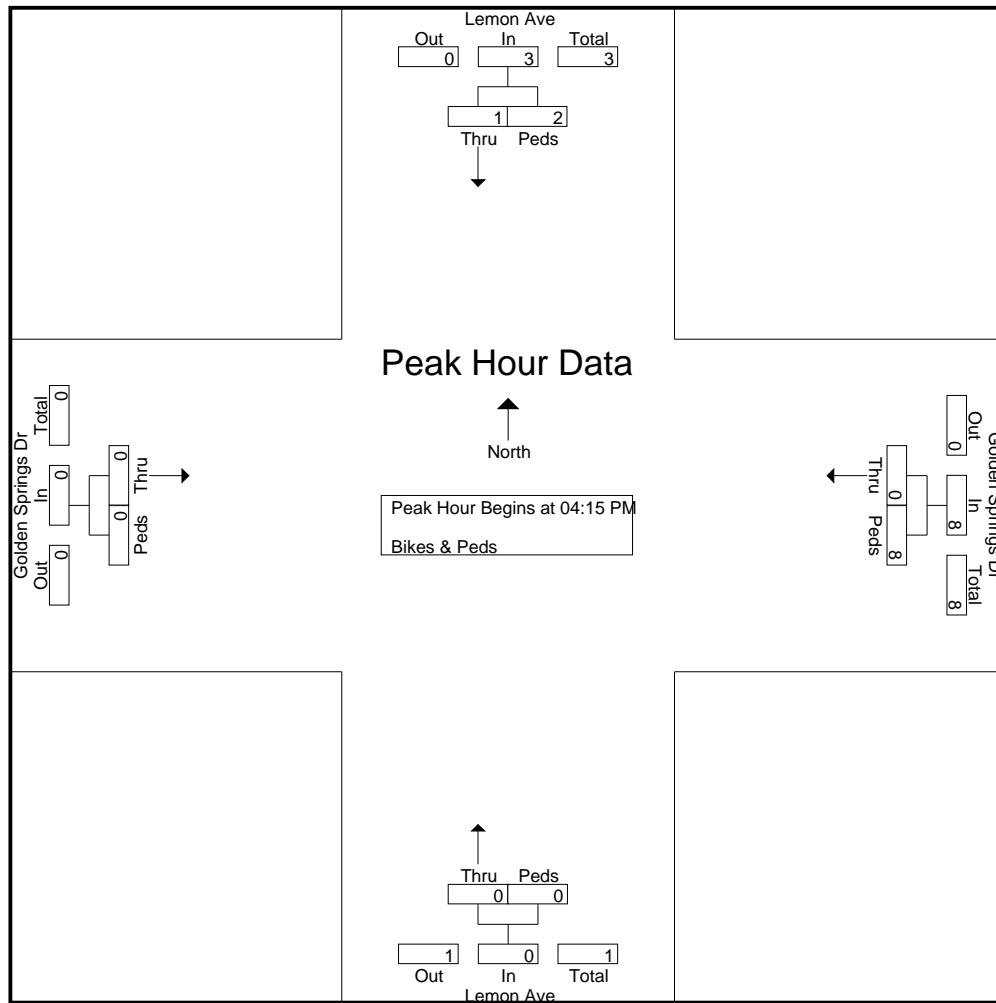 Lemon Ave
Out In Total
0 3 3
1 2
Thru Peds
Peak Hour Data
North
Peak Hour Begins at 04:15 PM
Bikes & Peds
Golden Springs Dr
Out In Total
0 0 0
Peds Thru
0 0
Golden Springs Dr
Out In Total
0 8 8
Thru Peds
0 8
Thru Peds
0 0
1 0 1
Out In Total
Lemon Ave